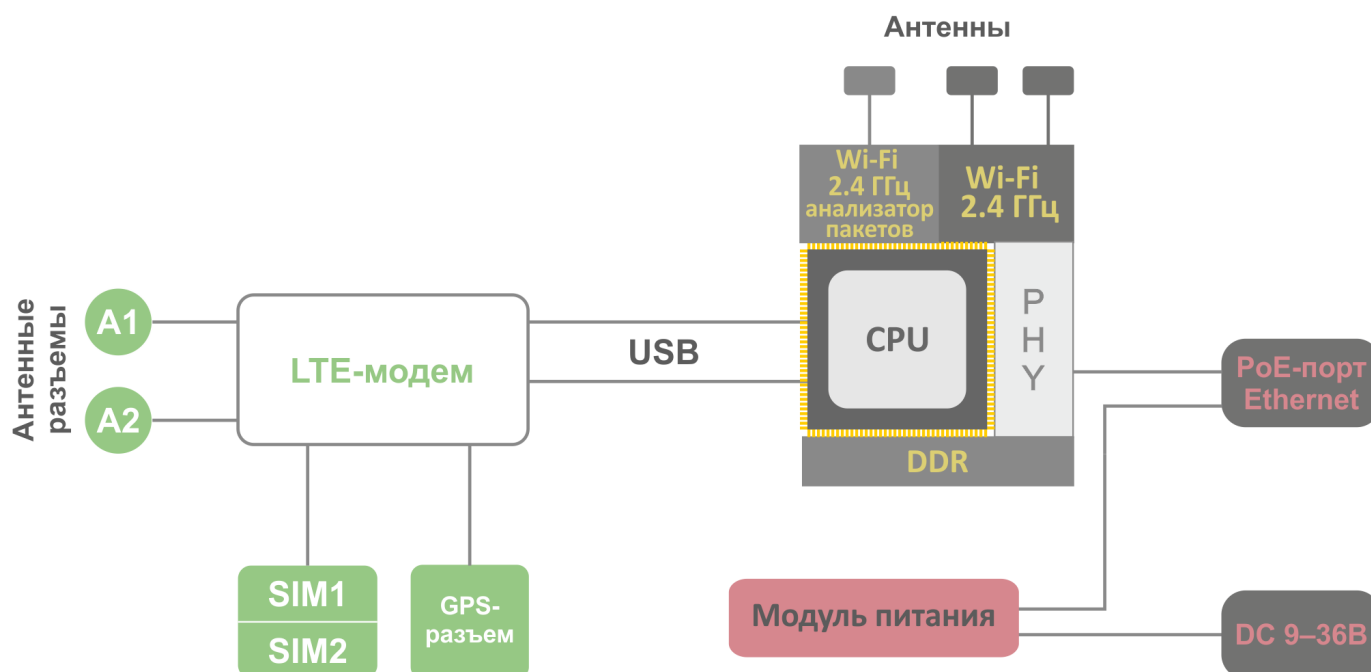 Антенны
Wi-Fi
2.4 ГГц
анализатор
пакетов
Wi-Fi
2.4 ГГц
Антенные
разъемы
A1
A2
LTE-модем
USB
CPU
P
H
Y
DDR
PoE-порт
Ethernet
SIM1
SIM2
GPS-
разъем
Модуль питания
DC 9–36В